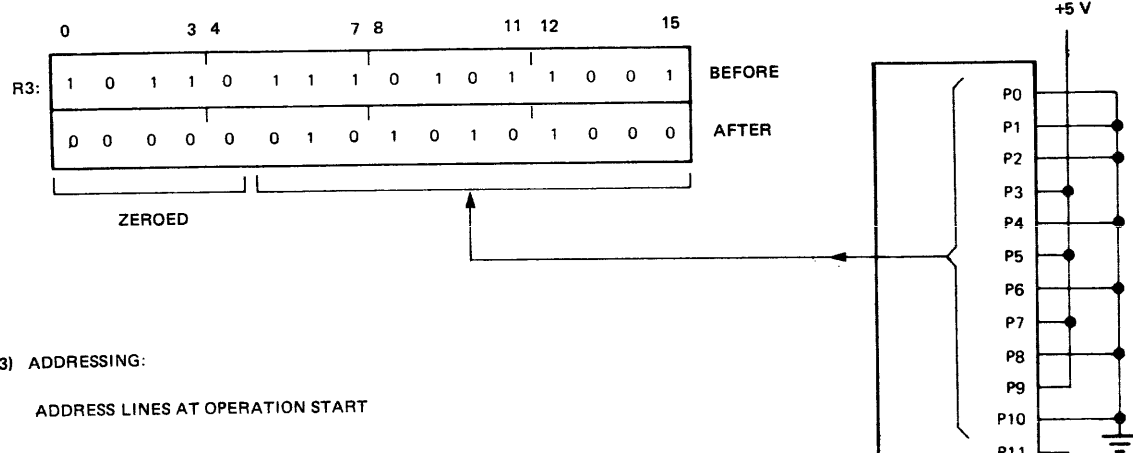 +5 V
0 3 4 7 8 11 12 15
R3: 1 0 1 1 0 1 1 1 0 1 0 1 1 0 0 1 BEFORE
0 0 0 0 0 0 1 0 1 0 1 0 1 0 0 0 AFTER
ZEROED
P0
P1
P2
P3
P4
P5
P6
P7
P8
P9
P10
P11
3) ADDRESSING:
ADDRESS LINES AT OPERATION START